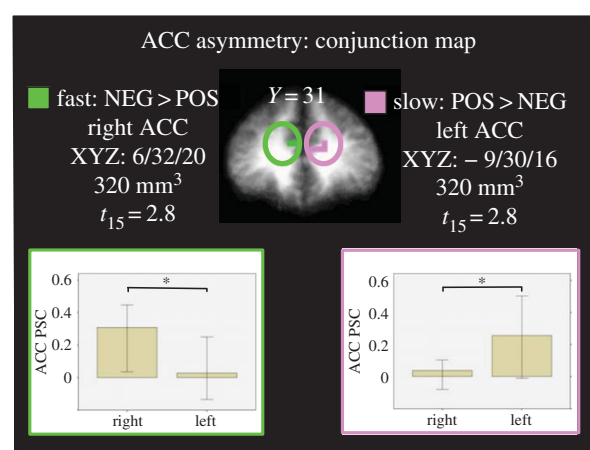 ACC asymmetry: conjunction map
fast: NEG > POS
right ACC
XYZ: 6/32/20
320 mm³
t₁₅ = 2.8
Y = 31
slow: POS > NEG
left ACC
XYZ: – 9/30/16
320 mm³
t₁₅ = 2.8
ACC PSC
0.6
0.4
0.2
0
*
right left
ACC PSC
0.6
0.4
0.2
0
*
right left